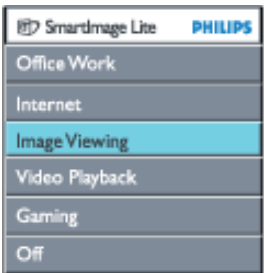 SmartImage Lite PHILIPS
Office Work
Internet
Image Viewing
Video Playback
Gaming
Off